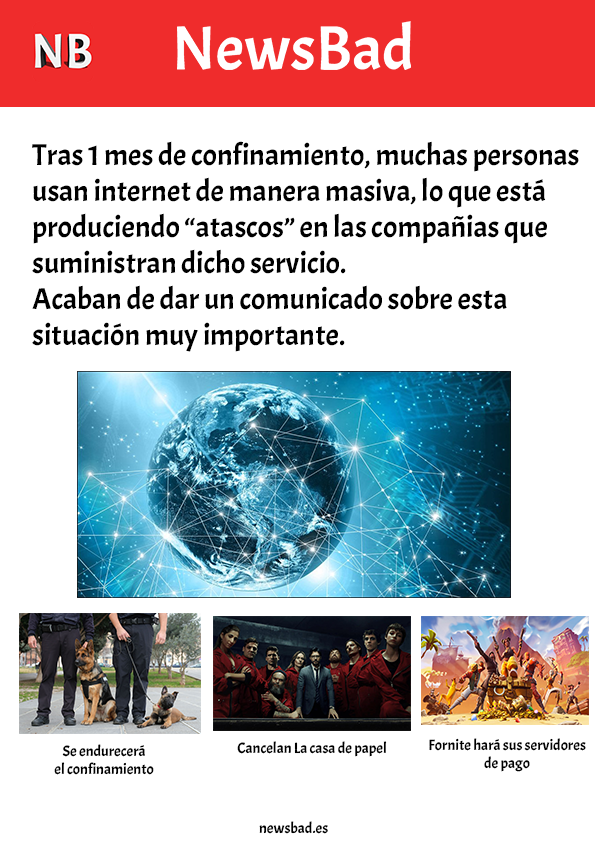 NB
NewsBad
Tras 1 mes de confinamiento, muchas personas
usan internet de manera masiva, lo que está
produciendo “atascos” en las compañias que
suministran dicho servicio.
Acaban de dar un comunicado sobre esta
situación muy importante.
Se endurecerá
el confinamiento
Cancelan La casa de papel
Fornite hará sus servidores
de pago
newsbad.es